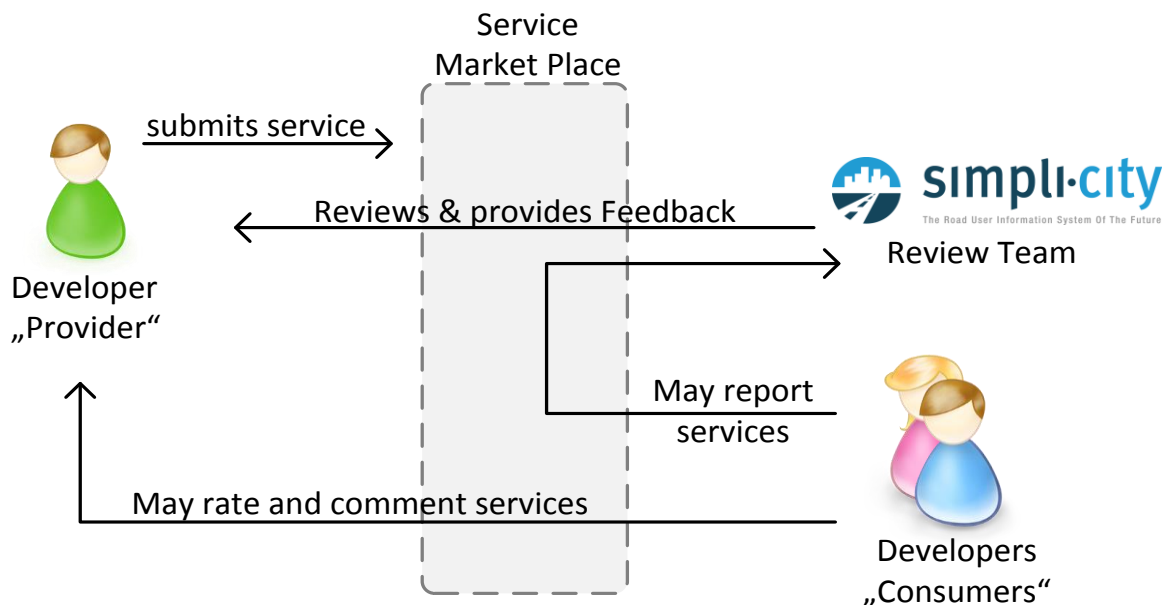 Service
Market Place
submits service
simpli·city
The Road User Information System Of The Future
Reviews & provides Feedback
Review Team
Developer
„Provider“
May report
services
May rate and comment services
Developers
„Consumers“